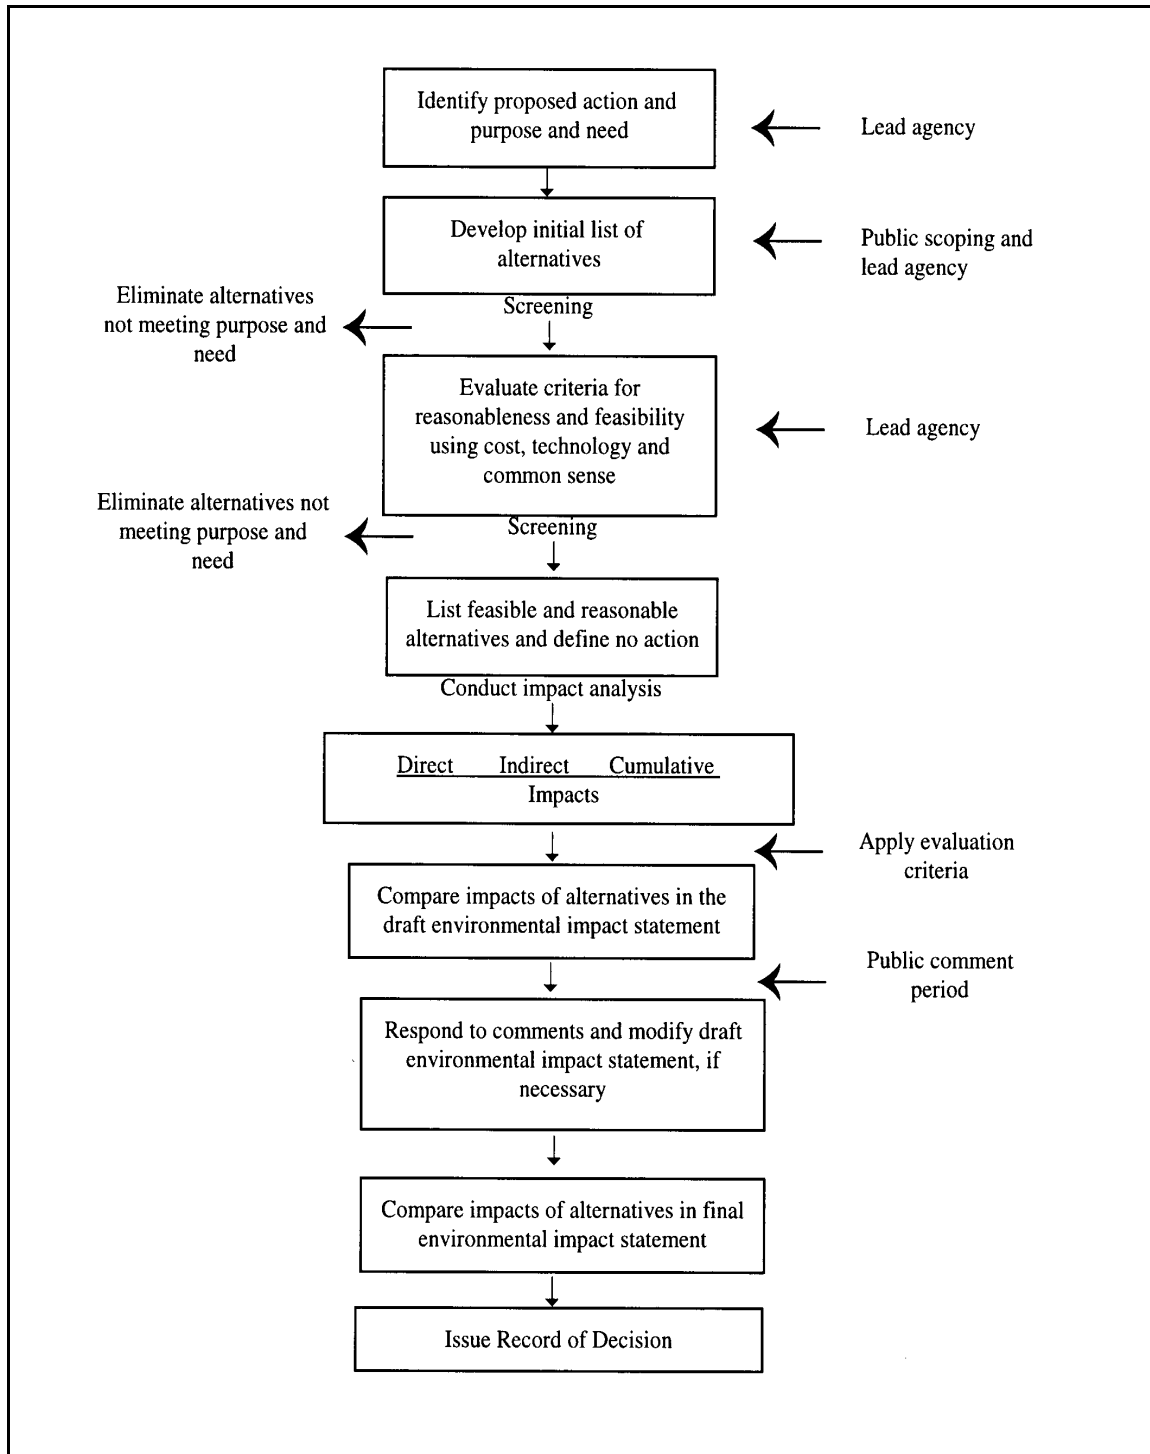 Identify proposed action and
purpose and need
Lead agency
Develop initial list of
alternatives
Public scoping and
lead agency
Screening
Eliminate alternatives
not meeting purpose and
need
Evaluate criteria for
reasonableness and feasibility
using cost, technology and
common sense
Lead agency
Screening
Eliminate alternatives not
meeting purpose and
need
List feasible and reasonable
alternatives and define no action
Conduct impact analysis
Direct Indirect Cumulative
Impacts
Apply evaluation
criteria
Compare impacts of alternatives in the
draft environmental impact statement
Public comment
period
Respond to comments and modify draft
environmental impact statement, if
necessary
Compare impacts of alternatives in final
environmental impact statement
Issue Record of Decision